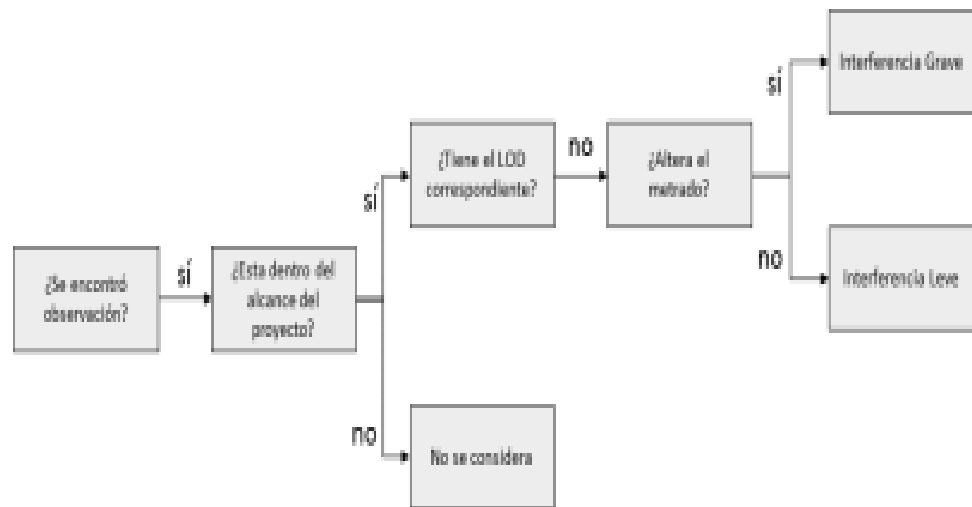 ¿Se encontró
observación?
sí
¿Esta dentro del
alcance del
proyecto?
sí
¿Tiene el LOD
correspondiente?
no
¿Altera el
metrado?
sí
Interferencia Grave
no
Interferencia Leve
no
No se considera